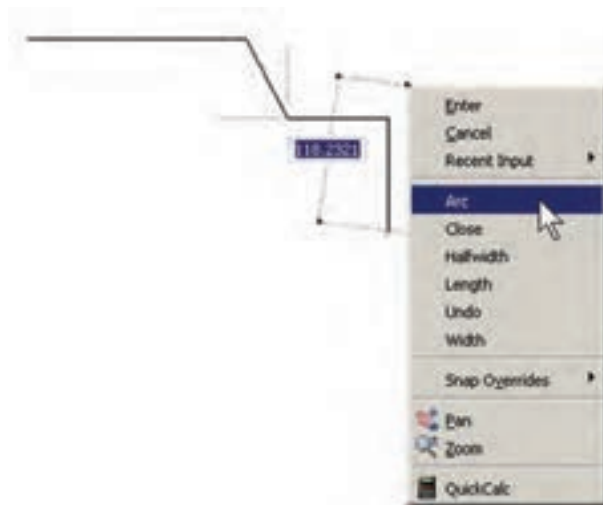 118.2321
Enter
Cancel
Recent Input
Arc
Close
Halfwidth
Length
Undo
Width
Snap Overrides
Pan
Zoom
QuickCalc